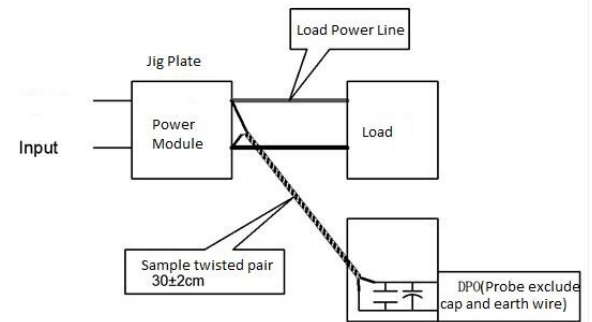 Load Power Line
Jig Plate
Power
Module
Load
Input
Sample twisted pair
30±2cm
DPO(Probe exclude
cap and earth wire)